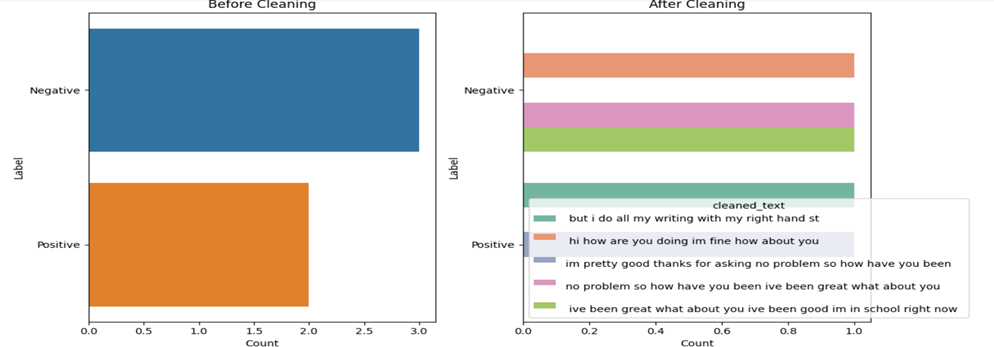 Before Cleaning
Negative
Positive
Label
0.0 0.5 1.0 1.5 2.0 2.5 3.0
Count
After Cleaning
Negative
Positive
Label
cleaned_text
but i do all my writing with my right hand st
hi how are you doing im fine how about you
im pretty good thanks for asking no problem so how have you been
no problem so how have you been ive been great what about you
ive been great what about you ive been good im in school right now
0.0 0.2 0.4 0.6 0.8 1.0
Count